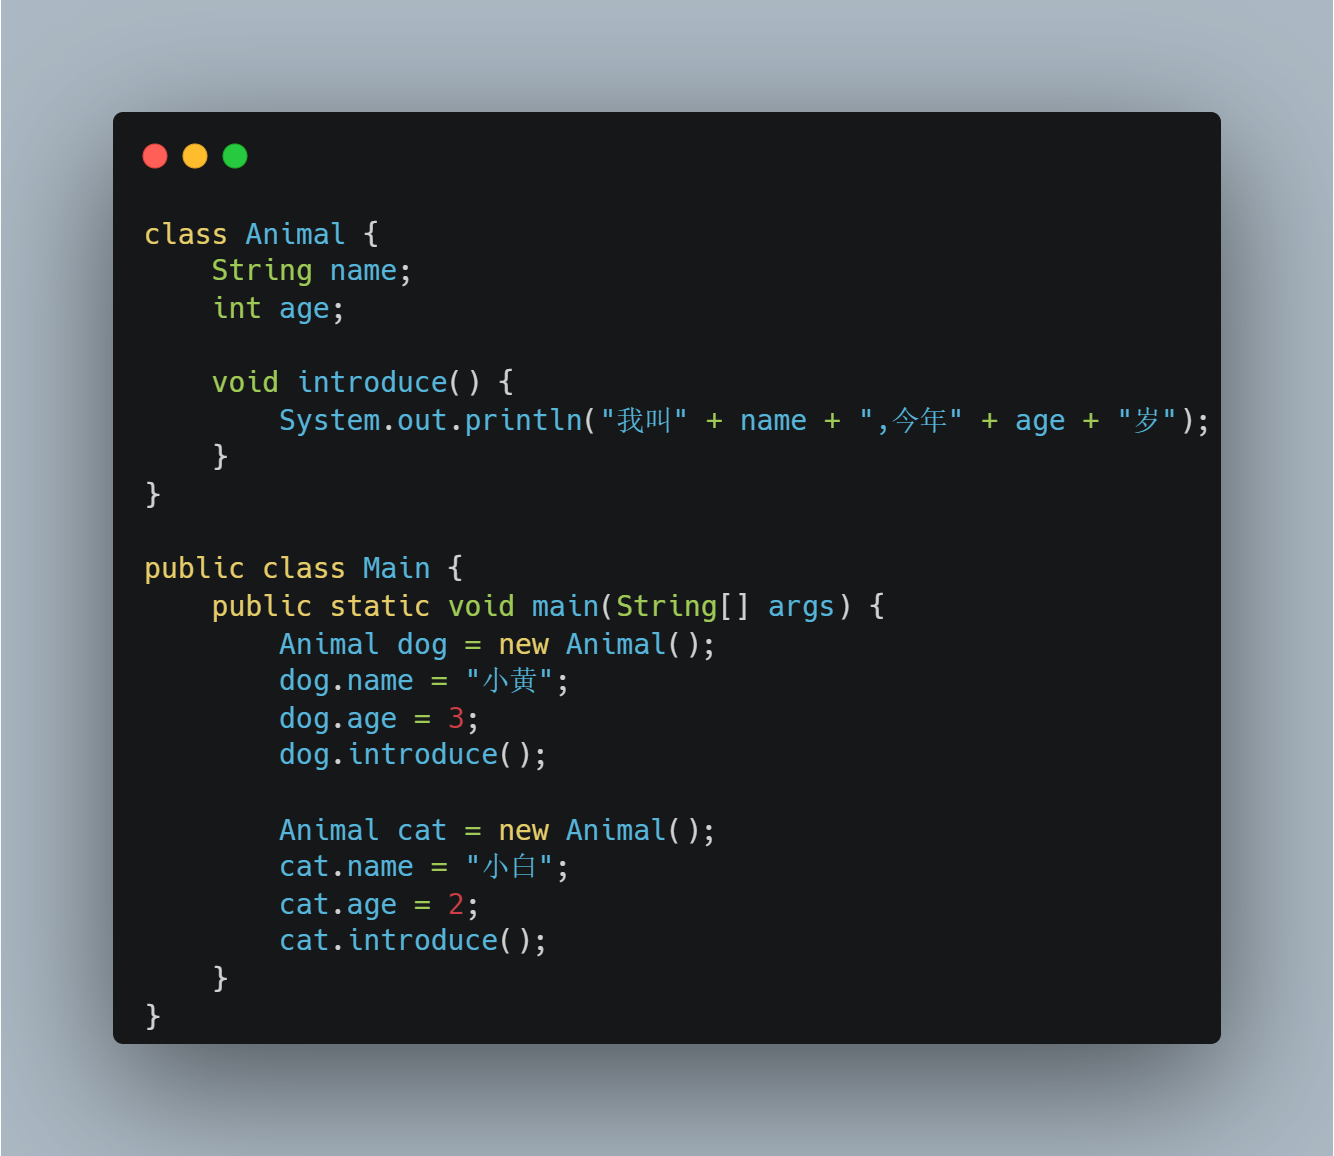 class Animal {
    String name;
    int age;

    void introduce() {
        System.out.println("我叫" + name + ",今年" + age + "岁");
    }
}

public class Main {
    public static void main(String[] args) {
        Animal dog = new Animal();
        dog.name = "小黄";
        dog.age = 3;
        dog.introduce();

        Animal cat = new Animal();
        cat.name = "小白";
        cat.age = 2;
        cat.introduce();
    }
}